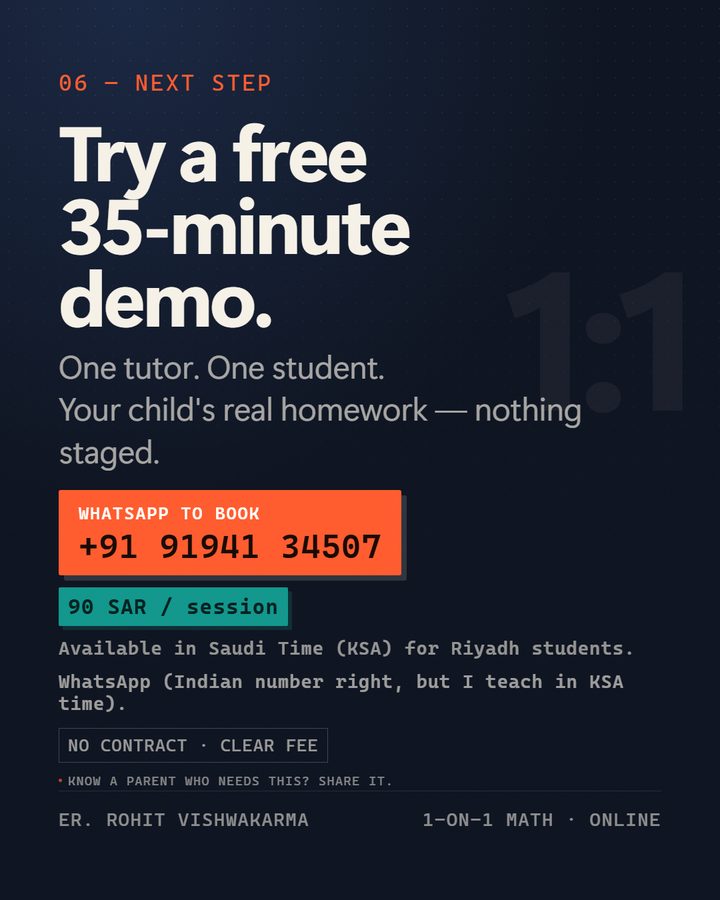 06 — NEXT STEP
Try a free
35-minute
demo.
1:1
One tutor. One student.
Your child's real homework — nothing
staged.
WHATSAPP TO BOOK
+91 91941 34507
90 SAR / session
Available in Saudi Time (KSA) for Riyadh students.
WhatsApp (Indian number right, but I teach in KSA
time).
NO CONTRACT · CLEAR FEE
• KNOW A PARENT WHO NEEDS THIS? SHARE IT.
ER. ROHIT VISHWAKARMA
1-ON-1 MATH · ONLINE